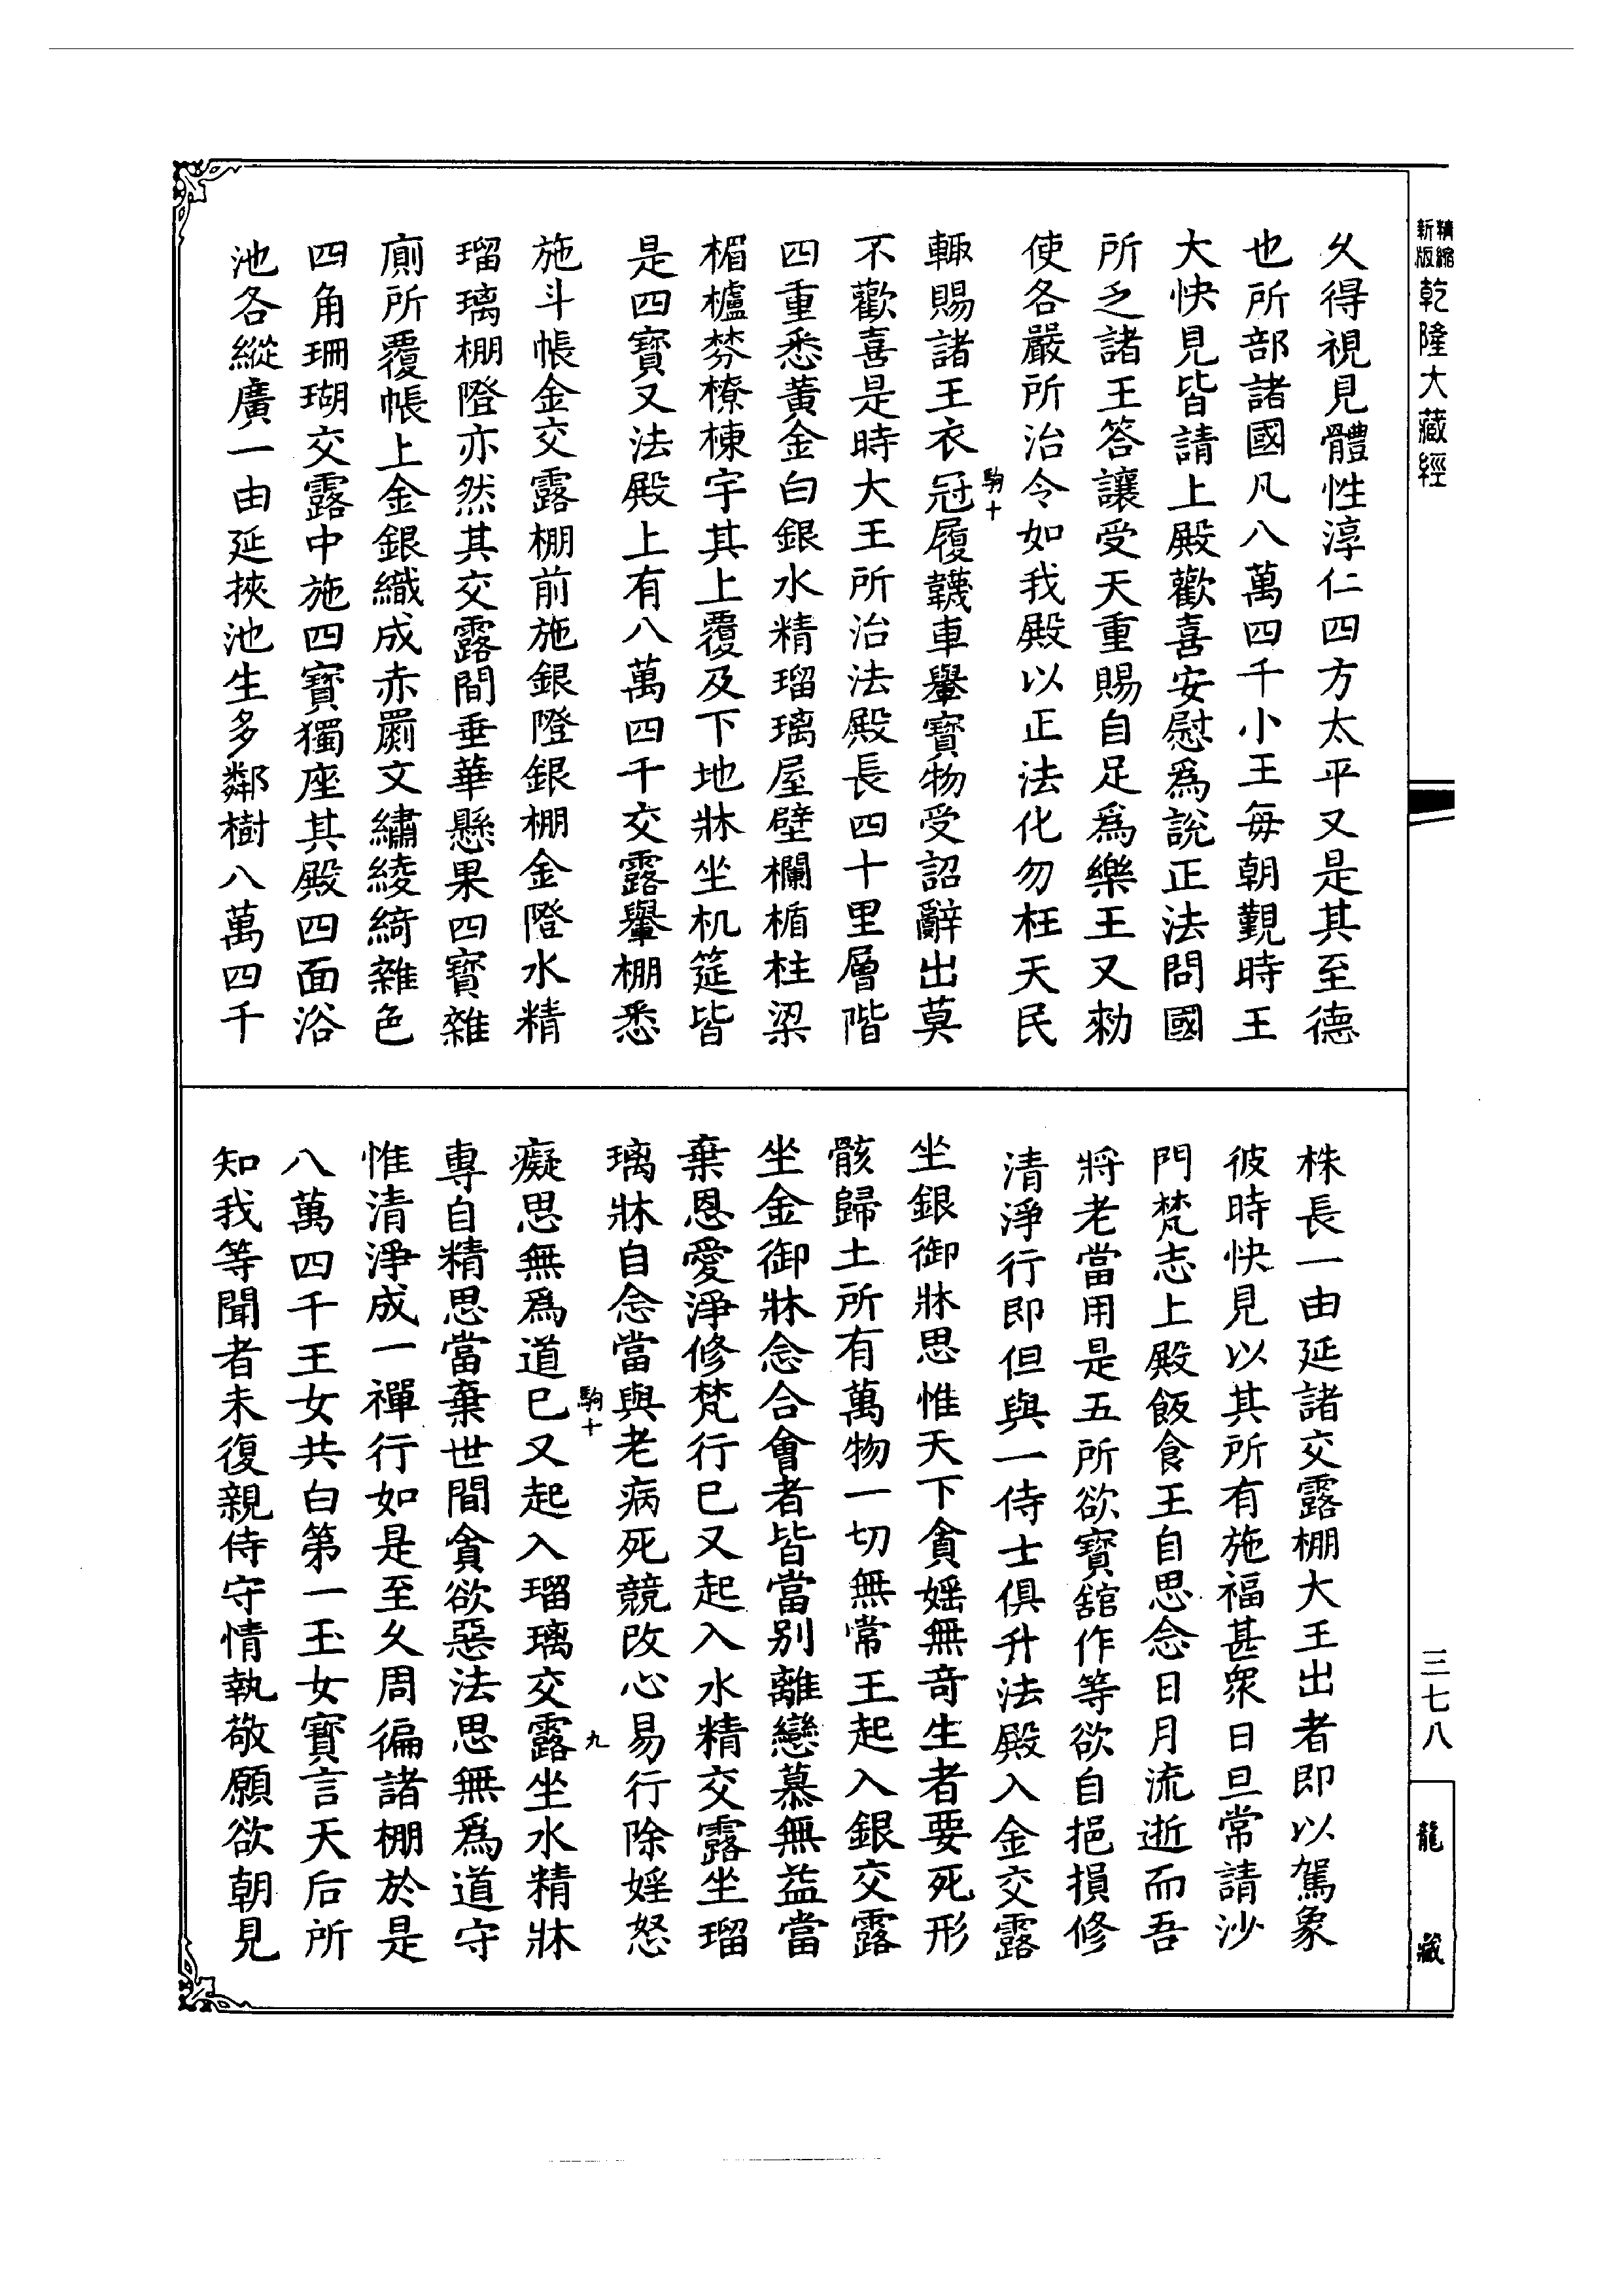 精縮新版乾隆大藏經
三七八
龍藏
久得視見體性淳仁四方太平又是其至德
也所部諸國凡八萬四千小王每朝覲時王
大快見皆請上殿歡喜安慰為說正法問國
所乏諸王答讓受天重賜自足為樂王又勑
使各嚴所治令如我殿以正法化勿枉天民
駒十
輙賜諸王衣冠履韈車轝寶物受詔辭出莫
不歡喜是時大王所治法殿長四十里層階
四重悉黃金白銀水精瑠璃屋壁欄楯柱梁
楣櫨棼橑棟宇其上覆及下地牀坐机筵皆
是四寶又法殿上有八萬四千交露轝棚悉
施斗帳金交露棚前施銀隥銀棚金隥水精
瑠璃棚隥亦然其交露間垂華懸果四寶雜
廁所覆帳上金銀織成赤罽文繡綾綺雜色
四角珊瑚交露中施四寶獨座其殿四面浴
池各縱廣一由延挾池生多鄰樹八萬四千
株長一由延諸交露棚大王出者即以駕象
彼時快見以其所有施福甚眾日旦常請沙
門梵志上殿飯食王自思念日月流逝而吾
將老當用是五所欲寶舘作等欲自挹損修
清淨行即但與一侍士俱升法殿入金交露
坐銀御牀思惟天下貪婬無奇生者要死形
骸歸土所有萬物一切無常王起入銀交露
坐金御牀念合會者皆當別離戀慕無益當
棄恩愛淨修梵行已又起入水精交露坐瑠
璃牀自念當與老病死競改心易行除婬怒
駒十
九
癡思無為道已又起入瑠璃交露坐水精牀
專自精思當棄世間貪欲惡法思無為道守
惟清淨成一禪行如是至久周徧諸棚於是
八萬四千王女共白第一玉女寶言天后所
知我等聞者未復親侍守情執敬願欲朝見